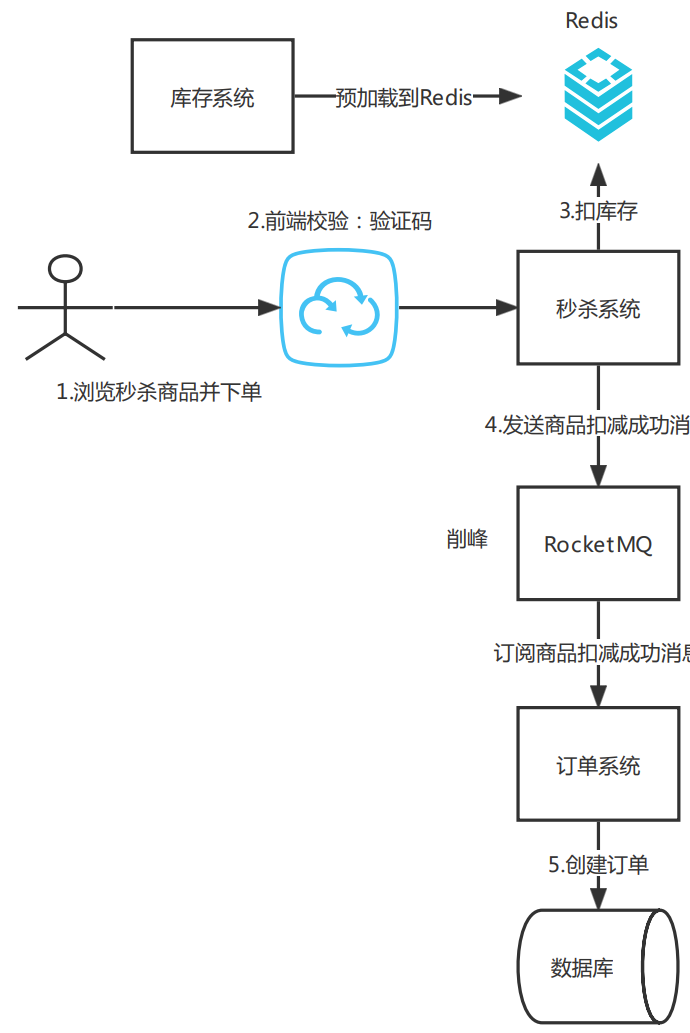 Redis
库存系统
预加载到Redis
2.前端校验：验证码
3.扣库存
秒杀系统
1.浏览秒杀商品并下单
4.发送商品扣减成功消
削峰
RocketMQ
订阅商品扣减成功消息
订单系统
5.创建订单
数据库